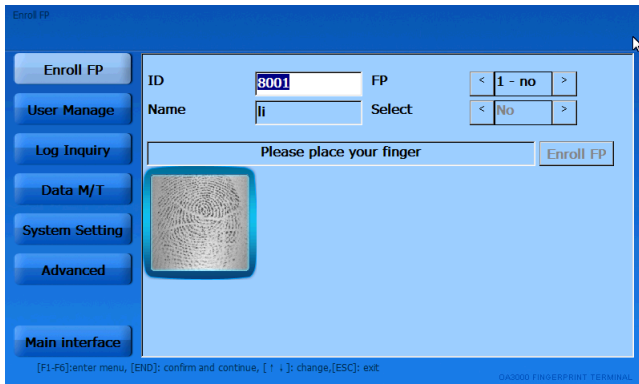 Enroll FP
Enroll FP
ID 8001 FP < 1 - no >
User Manage Name li Select < No >
Log Inquiry Please place your finger Enroll FP
Data M/T
System Setting
Advanced
Main interface
[F1-F6]:enter menu, [END]: confirm and continue, [ ↑ ↓ ]: change,[ESC]: exit
OA3000 FINGERPRINT TERMINAL